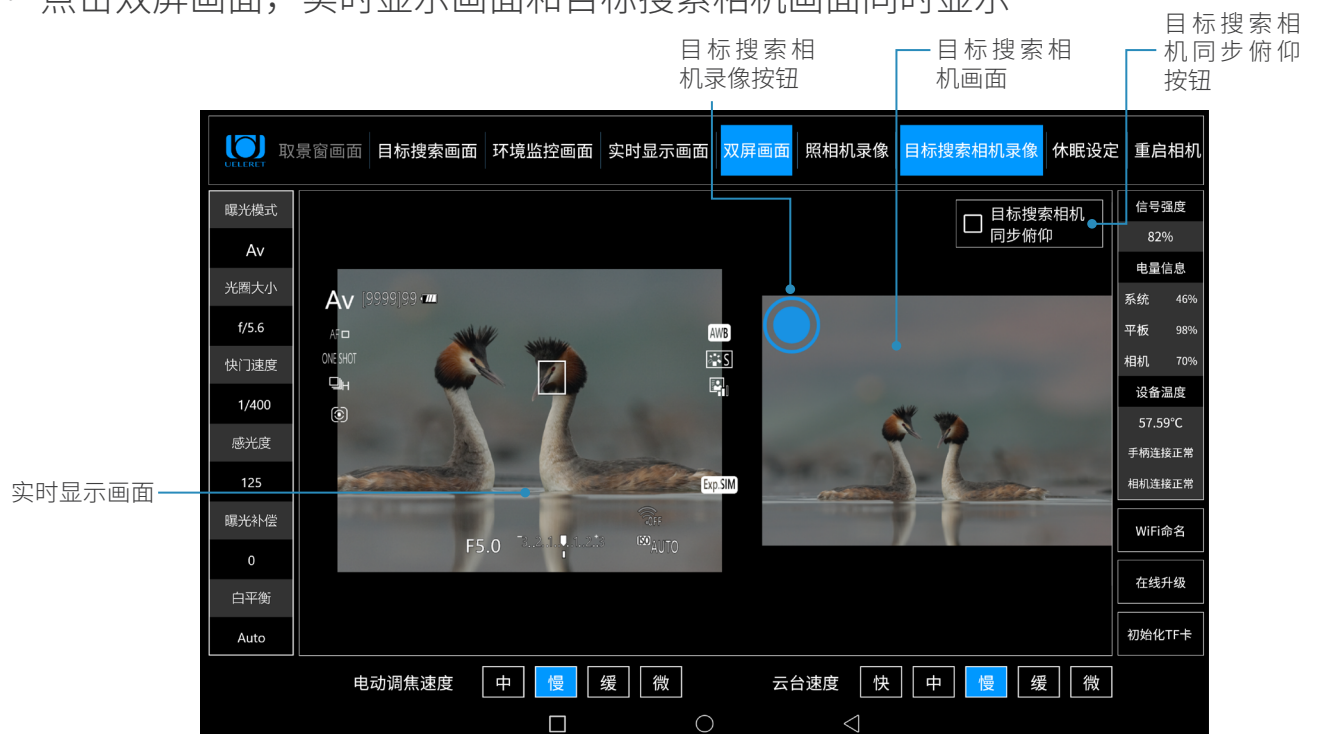 点击双屏画面，实时显示画面和目标搜索相机画面同时显示
目标搜索相
机录像按钮
目标搜索相
机画面
目标搜索相
机同步俯仰
按钮
UELERET
取景窗画面 目标搜索画面 环境监控画面 实时显示画面 双屏画面 照相机录像 目标搜索相机录像 休眠设定 重启相机
曝光模式
Av
光圈大小
f/5.6
快门速度
1/400
感光度
125
曝光补偿
0
白平衡
Auto
实时显示画面
目标搜索相机
同步俯仰
Av [9999]99
AF
ONE SHOT
H
AWB
S
Exp.SIM
OFF
F5.0
ISO AUTO
信号强度
82%
电量信息
系统 46%
平板 98%
相机 70%
设备温度
57.59°C
手柄连接正常
相机连接正常
WiFi命名
在线升级
初始化TF卡
电动调焦速度 中 慢 缓 微
云台速度 快 中 慢 缓 微